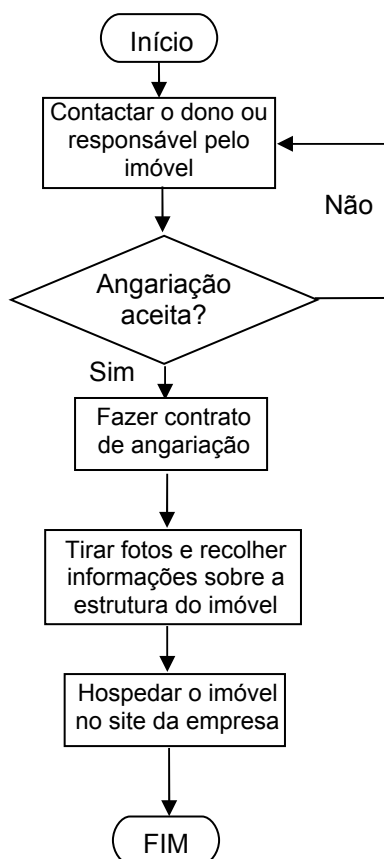 Início
Contactar o dono ou
responsável pelo
imóvel
Não
Angariação
aceita?
Sim
Fazer contrato
de angariação
Tirar fotos e recolher
informações sobre a
estrutura do imóvel
Hospedar o imóvel
no site da empresa
FIM